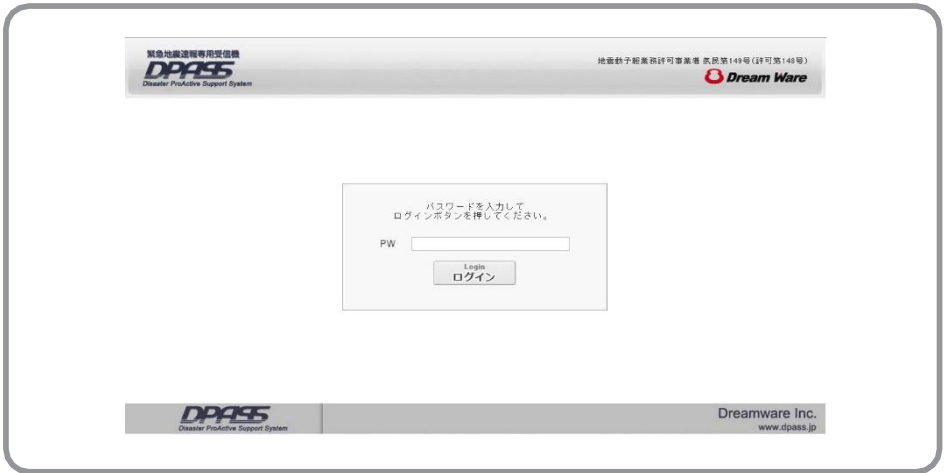 緊急地震速報専用受信機
DPASS
Disaster ProActive Support System
地震動予報業務許可事業者 気民第149号(許可第148号)
Dream Ware
パスワードを入力して
ログインボタンを押してください。
PW
Login
ログイン
DPASS
Disaster ProActive Support System
Dreamware Inc.
www.dpass.jp